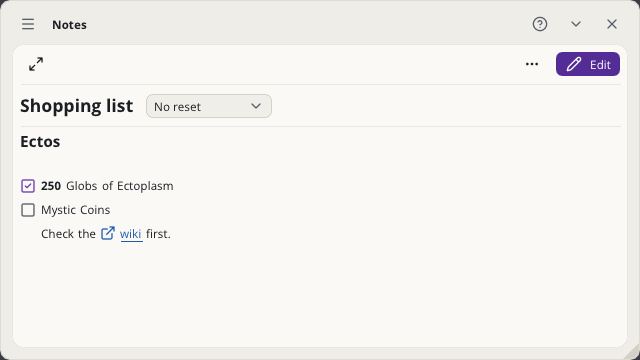 Notes
Edit
Shopping list
No reset
Ectos
250 Globs of Ectoplasm
Mystic Coins
Check the wiki first.